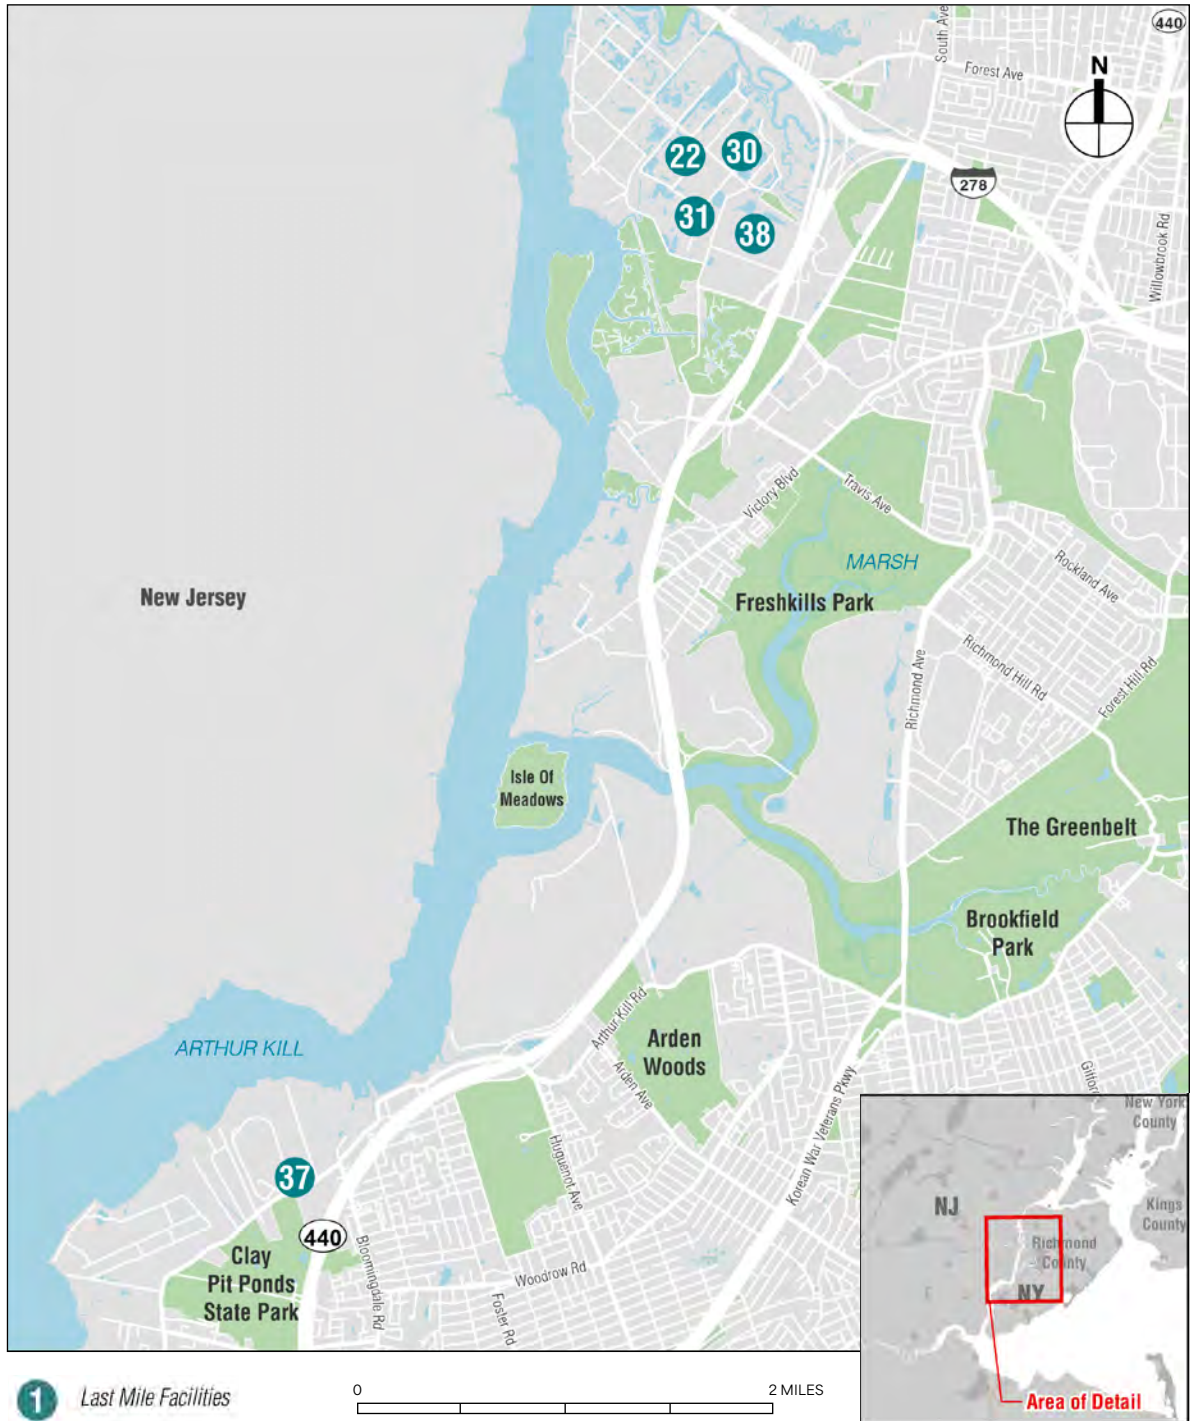 440
South Ave
Forest Ave
N
278
22
30
31
38
Willowbrook Rd
Victory Blvd
Travis Ave
MARSH
Rockland Ave
New Jersey
Freshkills Park
Richmond Ave
Richmond Hill Rd
Forest Hill Rd
Isle Of
Meadows
The Greenbelt
Brookfield
Park
Arthur Kill Rd
Arden
Woods
ARTHUR KILL
Arden Ave
Korean War Veterans Pkwy
Huguenot Ave
37
440
Clay
Pit Ponds
State Park
Bloomingdale Rd
Woodrow Rd
Foster Rd
New York
County
NJ
Kings
County
Richmond
County
NY
Area of Detail
1
Last Mile Facilities
0
2 MILES